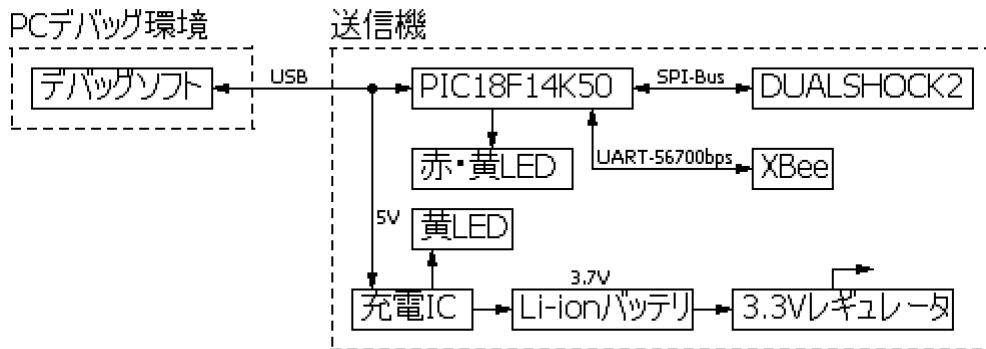 PCデバッグ環境
送信機
デバッグソフト
USB
PIC18F14K50
SPI-Bus
DUALSHOCK2
赤・黄LED
UART-56700bps
XBee
5V
黄LED
3.7V
充電IC
Li-ionバッテリ
3.3Vレギュレータ